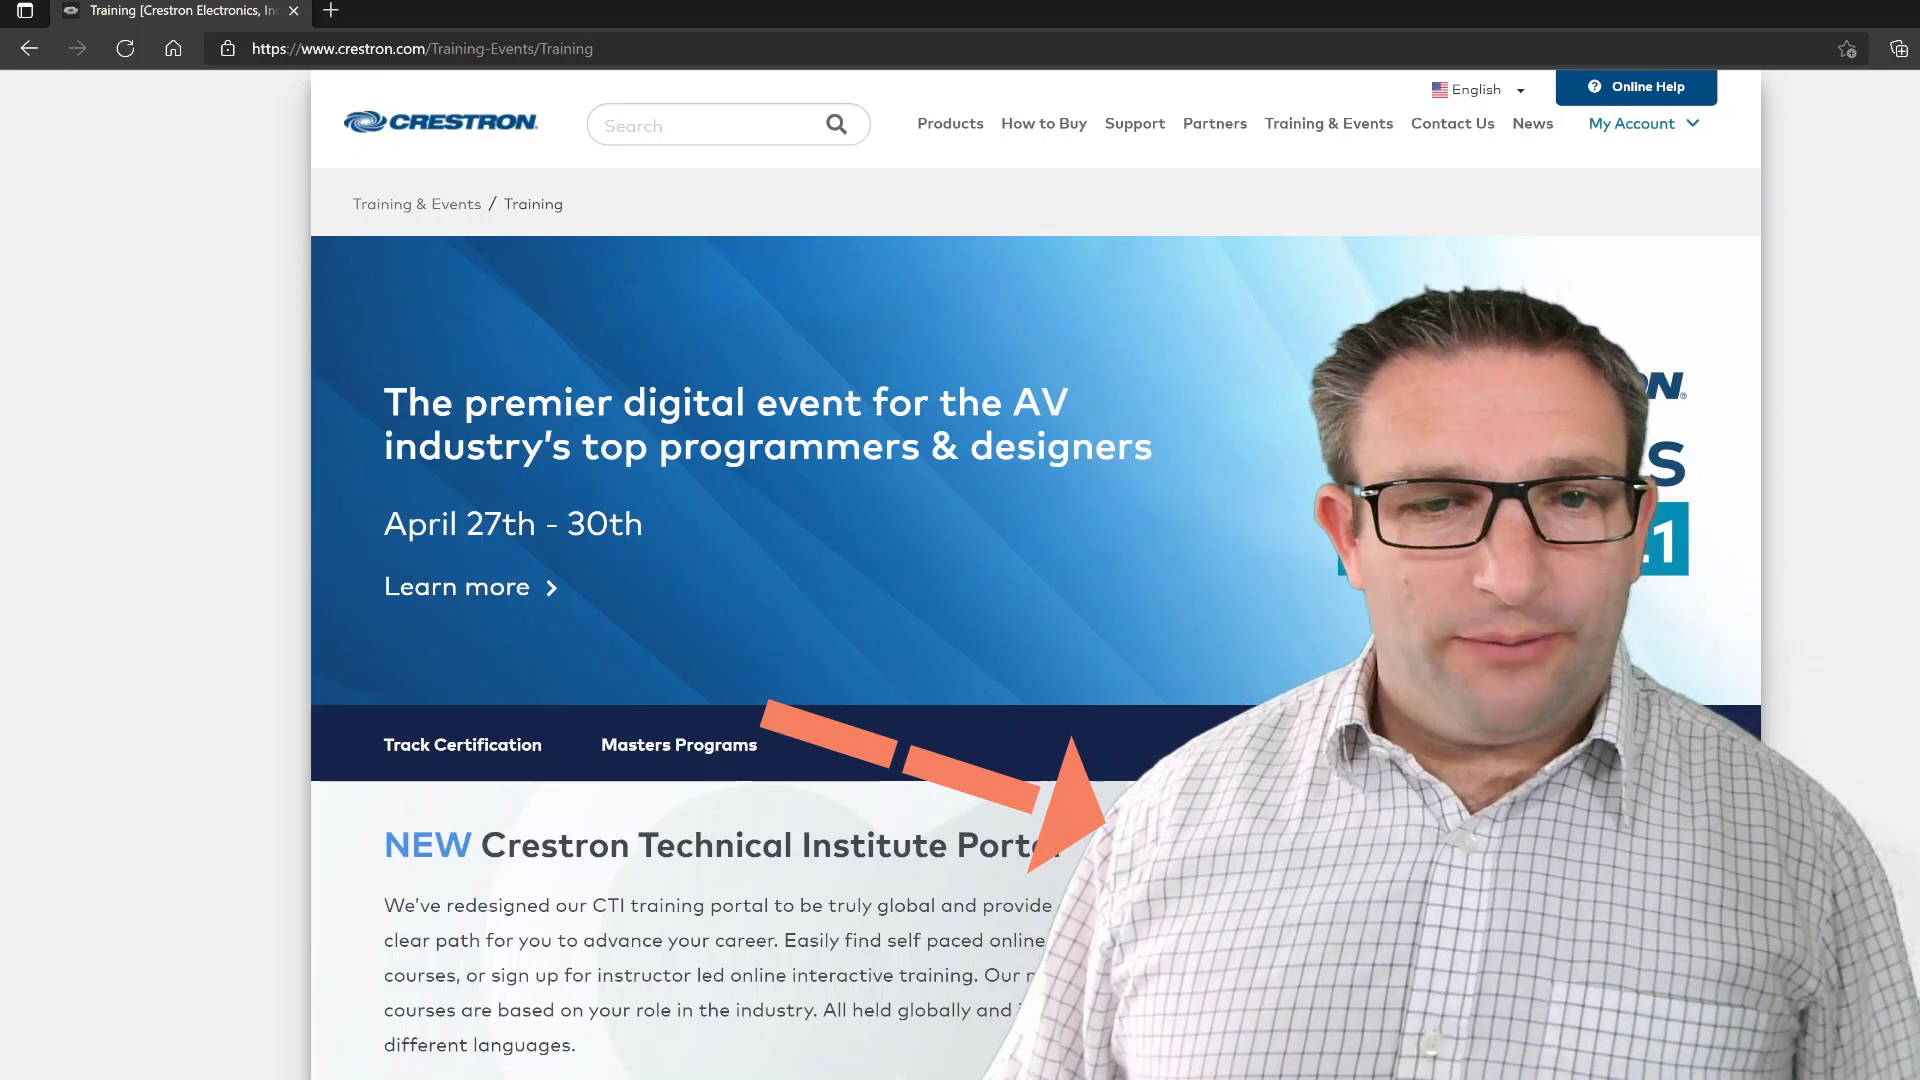 Training [Crestron Electronics, In
https://www.crestron.com/Training-Events/Training
English
Online Help
CRESTRON
Search
Products
How to Buy
Support
Partners
Training & Events
Contact Us
News
My Account
Training & Events / Training
The premier digital event for the AV
industry's top programmers & designers
April 27th - 30th
Learn more
Track Certification
Masters Programs
NEW Crestron Technical Institute Portal
We've redesigned our CTI training portal to be truly global and provide
clear path for you to advance your career. Easily find self paced online
courses, or sign up for instructor led online interactive training. Our
courses are based on your role in the industry. All held globally and
different languages.